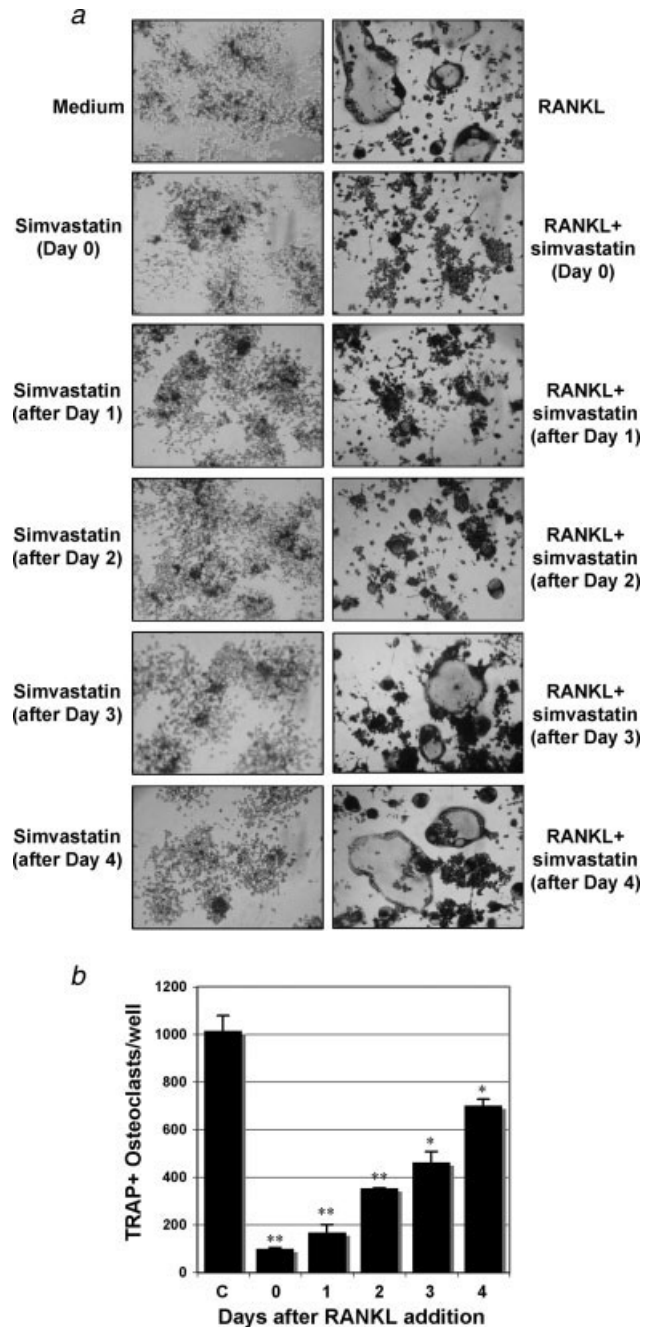 a
Medium
RANKL
Simvastatin
(Day 0)
RANKL+
simvastatin
(Day 0)
Simvastatin
(after Day 1)
RANKL+
simvastatin
(after Day 1)
Simvastatin
(after Day 2)
RANKL+
simvastatin
(after Day 2)
Simvastatin
(after Day 3)
RANKL+
simvastatin
(after Day 3)
Simvastatin
(after Day 4)
RANKL+
simvastatin
(after Day 4)
b
TRAP+ Osteoclasts/well
1200
1000
800
600
400
200
0
**
**
**
*
*
C 0 1 2 3 4
Days after RANKL addition